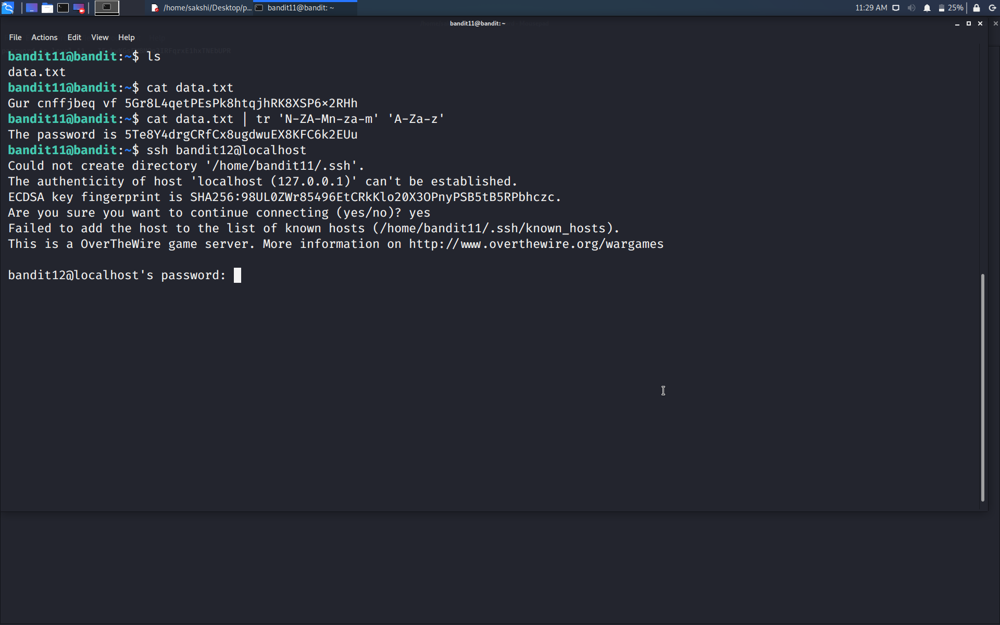 /home/sakshi/Desktop/p... bandit11@bandit: ~ 11:29 AM 25%
bandit11@bandit: ~
File Actions Edit View Help
bandit11@bandit:~$ ls
data.txt
bandit11@bandit:~$ cat data.txt
Gur cnffjbeq vf 5Gr8L4qetPEsPk8htqjhRK8XSP6×2RHh
bandit11@bandit:~$ cat data.txt | tr 'N-ZA-Mn-za-m' 'A-Za-z'
The password is 5Te8Y4drgCRfCx8ugdwuEX8KFC6k2EUu
bandit11@bandit:~$ ssh bandit12@localhost
Could not create directory '/home/bandit11/.ssh'.
The authenticity of host 'localhost (127.0.0.1)' can't be established.
ECDSA key fingerprint is SHA256:98UL0ZWr85496EtCRkKlo20X3OPnyPSB5tB5RPbhczc.
Are you sure you want to continue connecting (yes/no)? yes
Failed to add the host to the list of known hosts (/home/bandit11/.ssh/known_hosts).
This is a OverTheWire game server. More information on http://www.overthewire.org/wargames
bandit12@localhost's password: